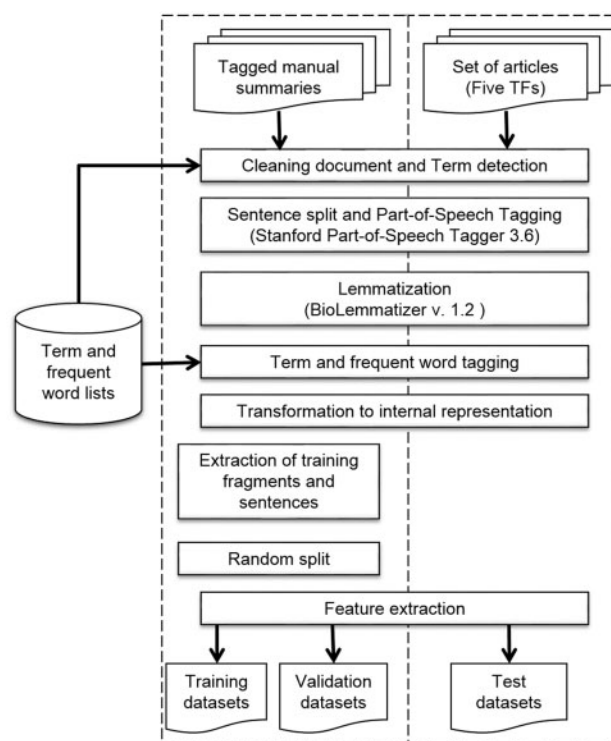 Tagged manual
summaries
Set of articles
(Five TFs)
Cleaning document and Term detection
Sentence split and Part-of-Speech Tagging
(Stanford Part-of-Speech Tagger 3.6)
Lemmatization
(BioLemmatizer v. 1.2 )
Term and
frequent
word lists
Term and frequent word tagging
Transformation to internal representation
Extraction of training
fragments and
sentences
Random split
Feature extraction
Training
datasets
Validation
datasets
Test
datasets